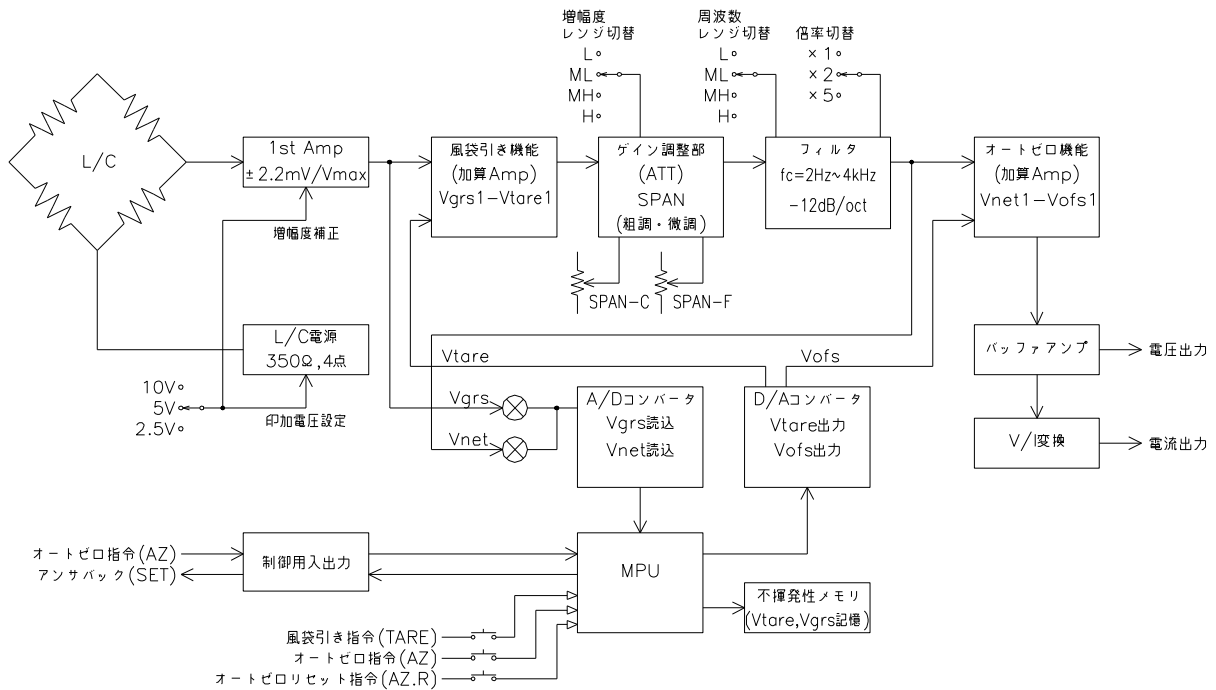 増幅度
レンジ切替
L
ML
MH
H
周波数
レンジ切替
L
ML
MH
H
倍率切替
×1
×2
×5
L/C
1st Amp
±2.2mV/Vmax
増幅度補正
風袋引き機能
(加算Amp)
Vgrs1-Vtare1
ゲイン調整部
(ATT)
SPAN
(粗調・微調)
SPAN-C
SPAN-F
フィルタ
fc=2Hz~4kHz
-12dB/oct
オートゼロ機能
(加算Amp)
Vnet1-Vofs1
L/C電源
350Ω,4点
印加電圧設定
10V
5V
2.5V
Vtare
Vofs
Vgrs
Vnet
A/Dコンバータ
Vgrs読込
Vnet読込
D/Aコンバータ
Vtare出力
Vofs出力
バッファアンプ
電圧出力
V/I変換
電流出力
オートゼロ指令(AZ)
アンサバック(SET)
制御用入出力
MPU
不揮発性メモリ
(Vtare,Vgrs記憶)
風袋引き指令(TARE)
オートゼロ指令(AZ)
オートゼロリセット指令(AZ.R)